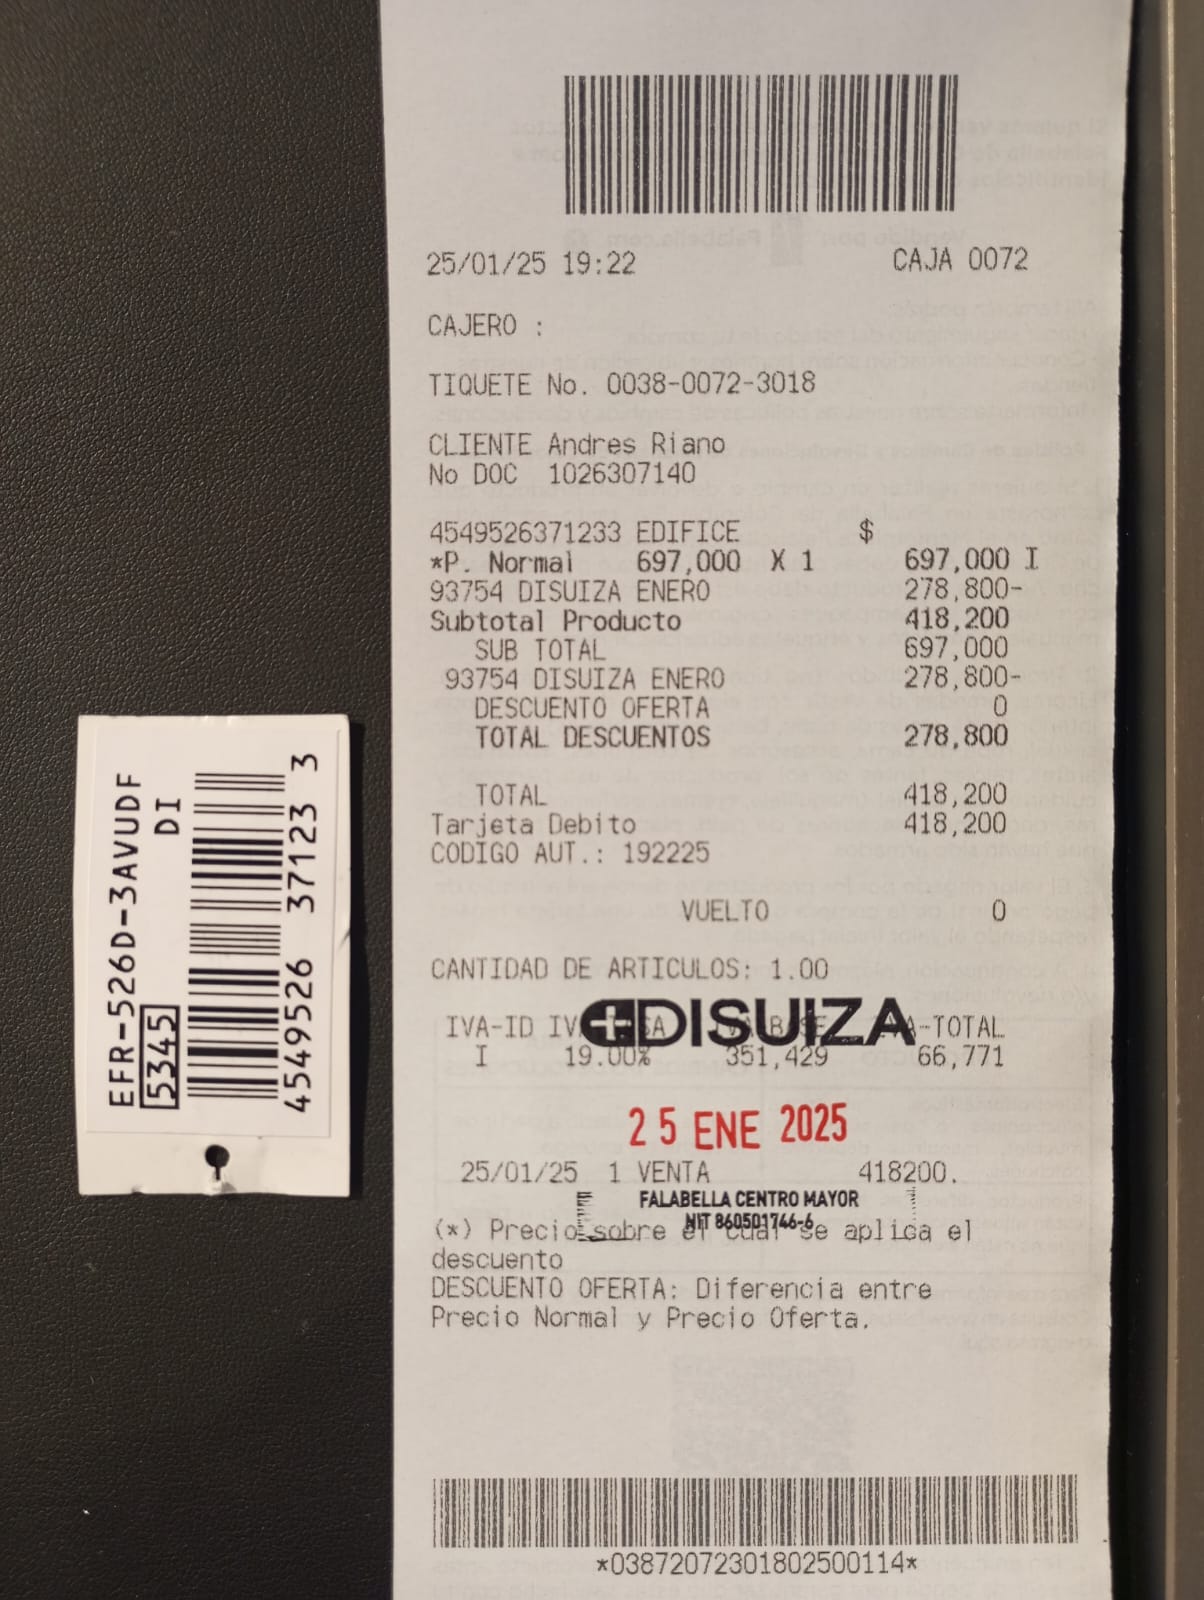 25/01/25 19:22 CAJA 0072
CAJERO :
TIQUETE No. 0038-0072-3018
CLIENTE Andres Riano
No DOC 1026307140
4549526371233 EDIFICE $
*P. Normal 697,000 X 1 697,000 I
93754 DISUIZA ENERO 278,800-
Subtotal Producto 418,200
SUB TOTAL 697,000
93754 DISUIZA ENERO 278,800-
DESCUENTO OFERTA 0
TOTAL DESCUENTOS 278,800
TOTAL 418,200
Tarjeta Debito 418,200
CODIGO AUT.: 192225
VUELTO 0
CANTIDAD DE ARTICULOS: 1.00
DISUIZA
IVA-ID -TOTAL
I 19.00% 351,429 66,771
25 ENE 2025
25/01/25 1 VENTA 418200.
FALABELLA CENTRO MAYOR
NIT 860501746-6
(*) Precio sobre el cual se aplica el
descuento
DESCUENTO OFERTA: Diferencia entre
Precio Normal y Precio Oferta.
*03872072301802500114*
EFR-526D-3AVUDF
DI
5345
4549526 37123 3